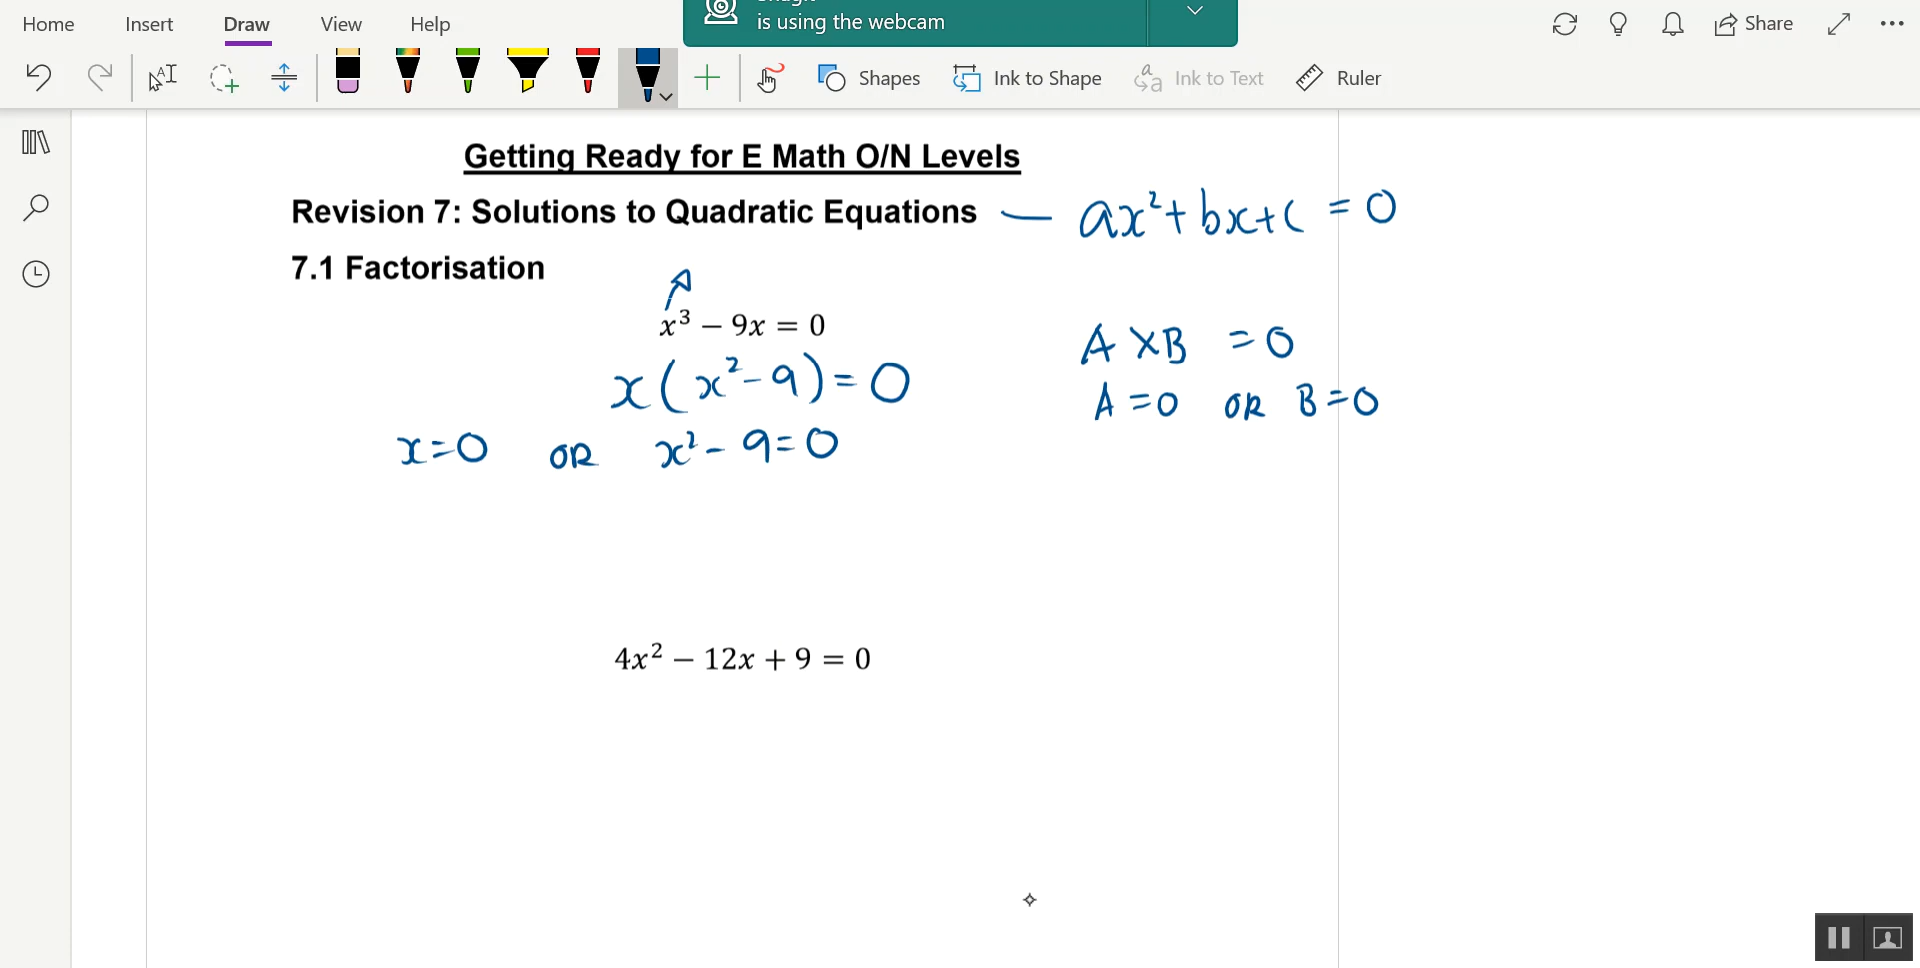 Home Insert Draw View Help
is using the webcam
Share
Shapes Ink to Shape Ink to Text Ruler
Getting Ready for E Math O/N Levels
Revision 7: Solutions to Quadratic Equations — ax²+bx+c = 0
7.1 Factorisation
x³ − 9x = 0
A × B = 0
x(x²-9)=0
A=0 OR B=0
x=0 OR x²-9=0
4x² − 12x + 9 = 0